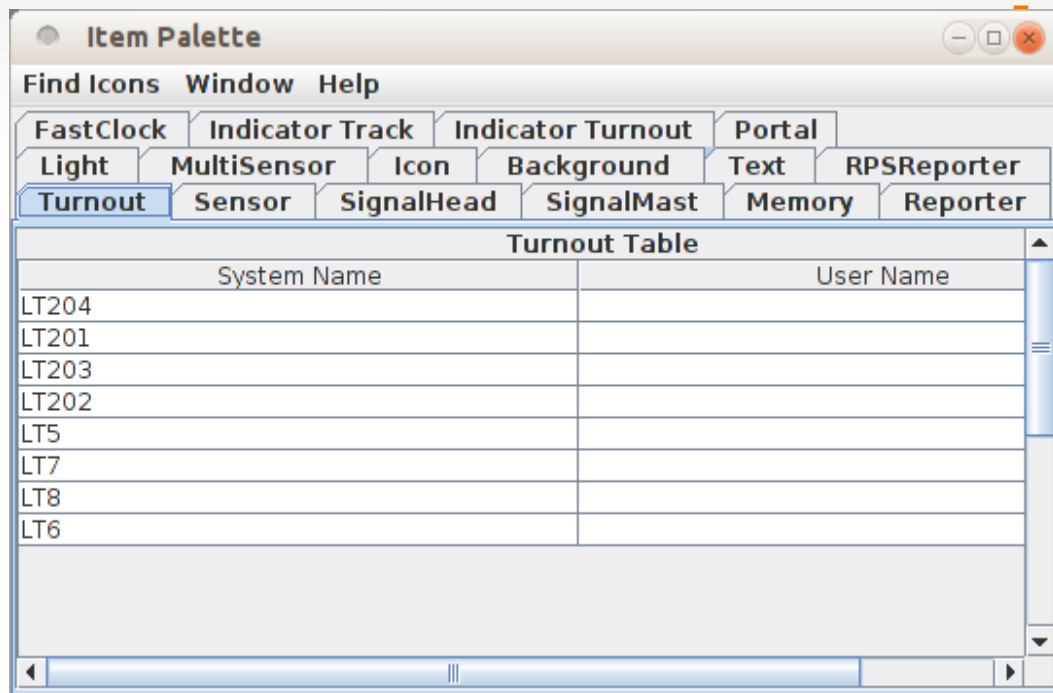 Item Palette
Find Icons Window Help
FastClock Indicator Track Indicator Turnout Portal
Light MultiSensor Icon Background Text RPSReporter
Turnout Sensor SignalHead SignalMast Memory Reporter
Turnout Table
System Name User Name
LT204
LT201
LT203
LT202
LT5
LT7
LT8
LT6